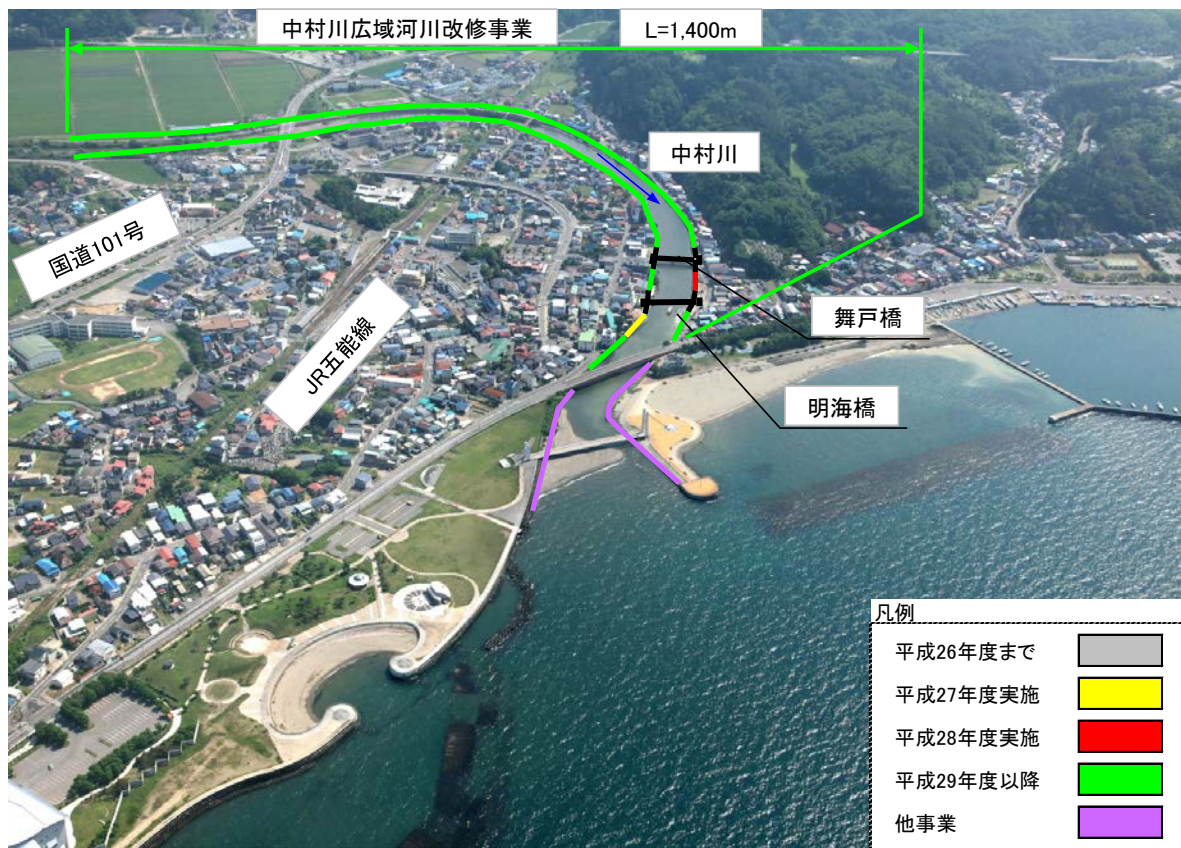 中村川広域河川改修事業
L=1,400m
中村川
国道101号
JR五能線
舞戸橋
明海橋
凡例
平成26年度まで
平成27年度実施
平成28年度実施
平成29年度以降
他事業